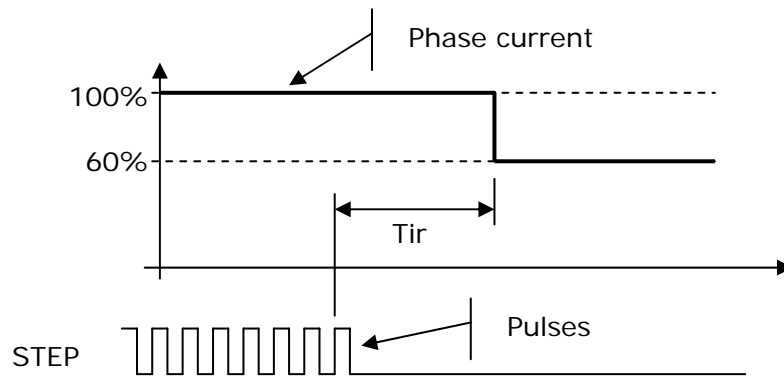 Phase current
100%
60%
Tir
Pulses
STEP